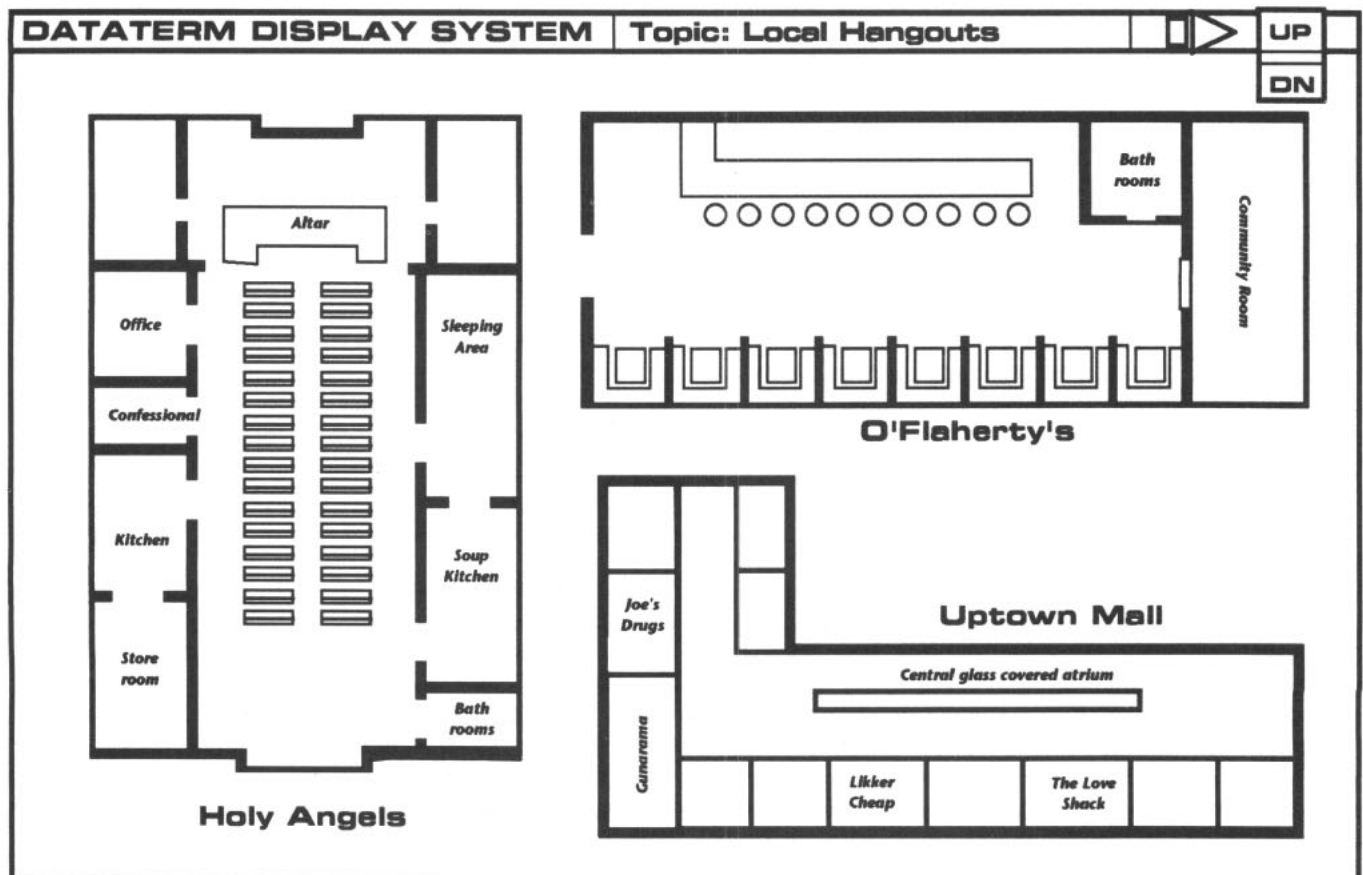 DATATERM DISPLAY SYSTEM
Topic: Local Hangouts
UP
DN
Altar
Office
Sleeping
Area
Confessional
Kitchen
Soup
Kitchen
Store
room
Bath
rooms
Holy Angels
Bath
rooms
Community Room
O'Flaherty's
Joe's
Drugs
Uptown Mall
Central glass covered atrium
Gunarama
Likker
Cheap
The Love
Shack